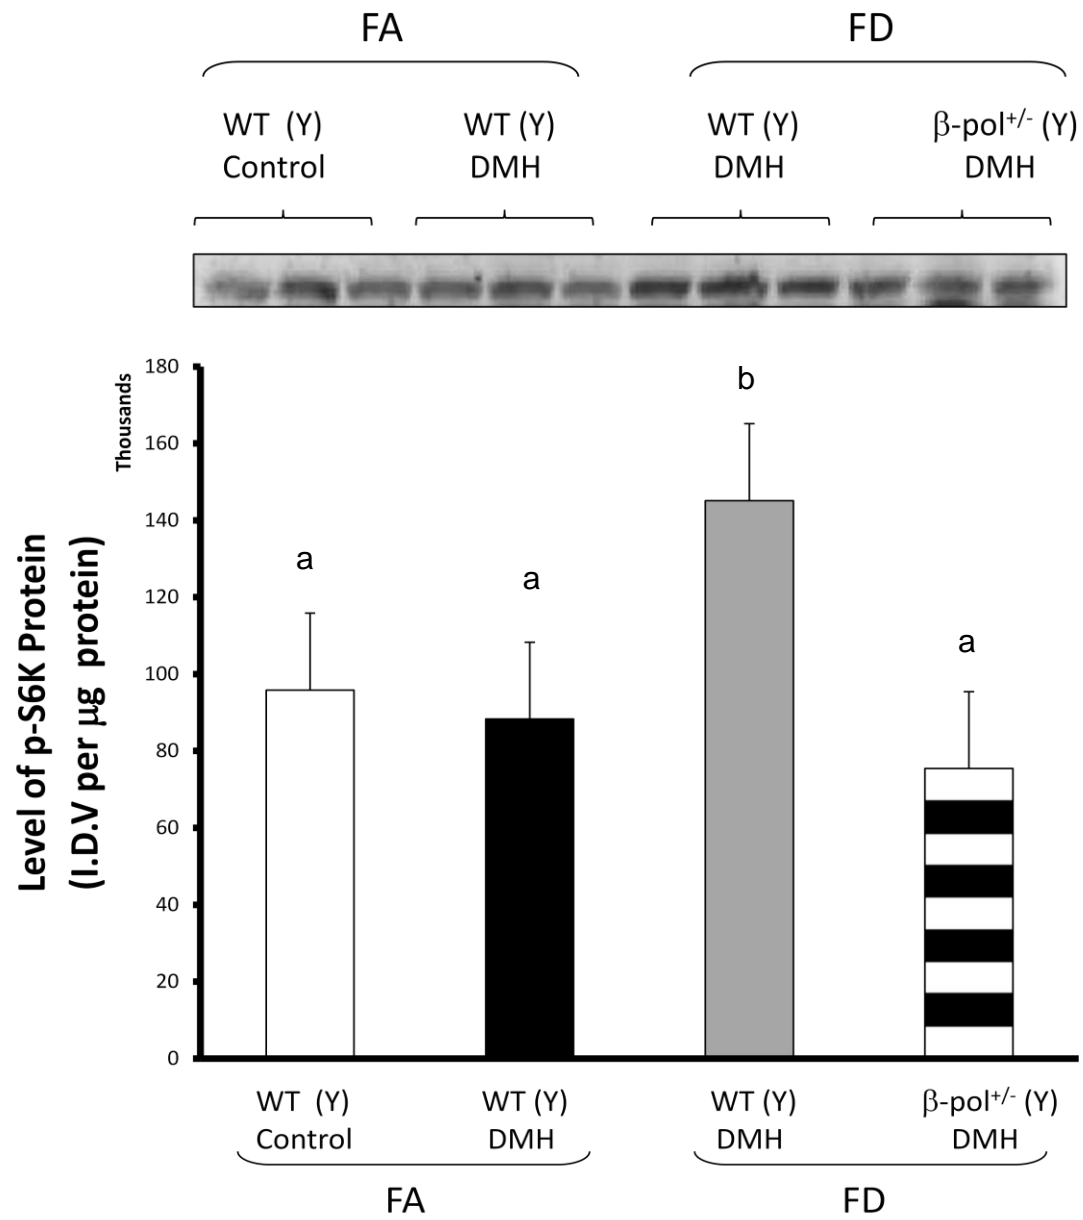 FA FD
WT (Y) WT (Y) WT (Y) β-pol+/- (Y)
Control DMH DMH DMH
Thousands
Level of p-S6K Protein
(I.D.V per μg protein)
180
160
140
120
100
80
60
40
20
0
a a b a
WT (Y) WT (Y) WT (Y) β-pol+/- (Y)
Control DMH DMH DMH
FA FD